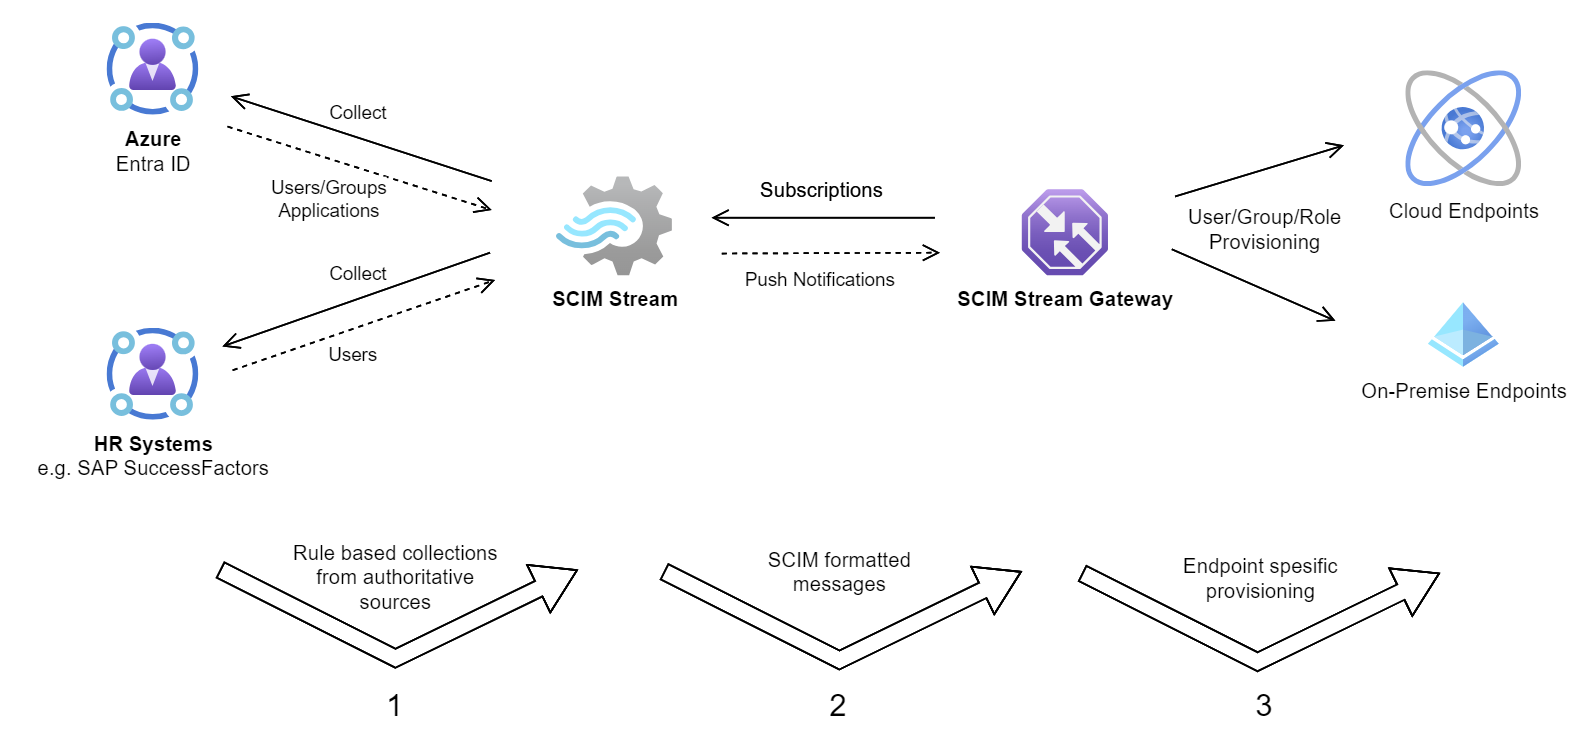 Azure
Entra ID
Collect
Users/Groups
Applications
Collect
Users
HR Systems
e.g. SAP SuccessFactors
SCIM Stream
Subscriptions
Push Notifications
SCIM Stream Gateway
User/Group/Role
Provisioning
Cloud Endpoints
On-Premise Endpoints
Rule based collections
from authoritative
sources
1
SCIM formatted
messages
2
Endpoint spesific
provisioning
3